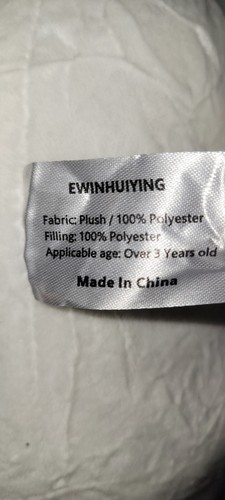 EWINHUIYING
Fabric: Plush / 100% Polyester
Filling: 100% Polyester
Applicable age: Over 3 Years old
Made In China